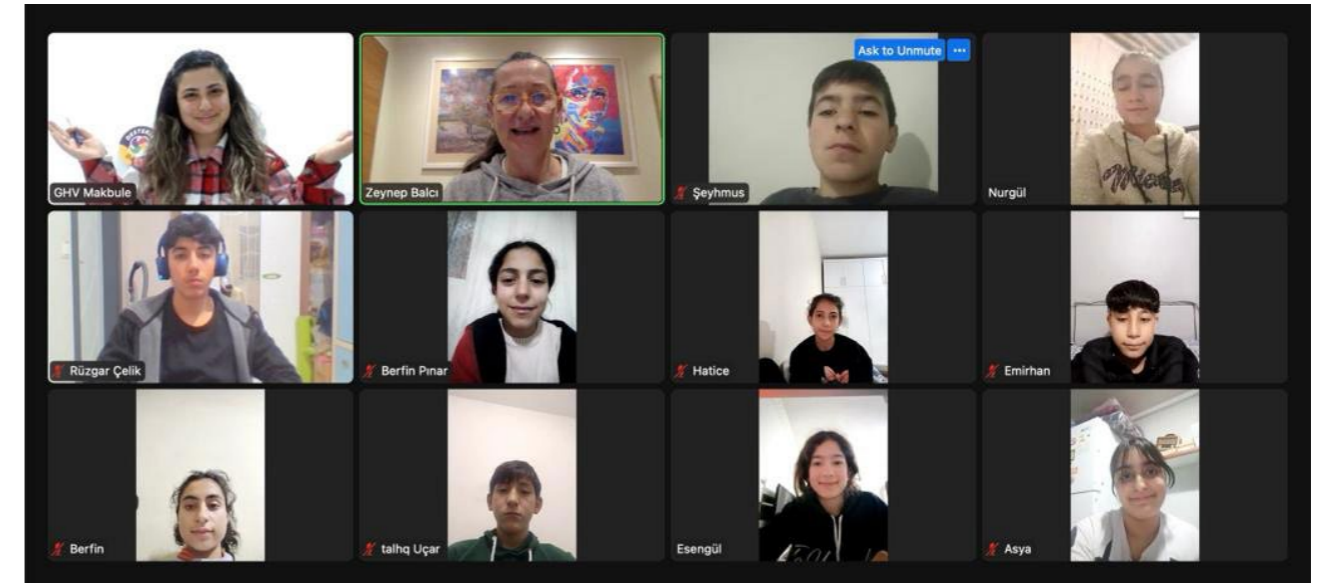 Ask to Unmute
GHV Makbule
Zeynep Balcı
Şeyhmus
Nurgül
Rüzgar Çelik
Berfin Pınar
Hatice
Emirhan
Berfin
talhq Uçar
Esengül
Asya